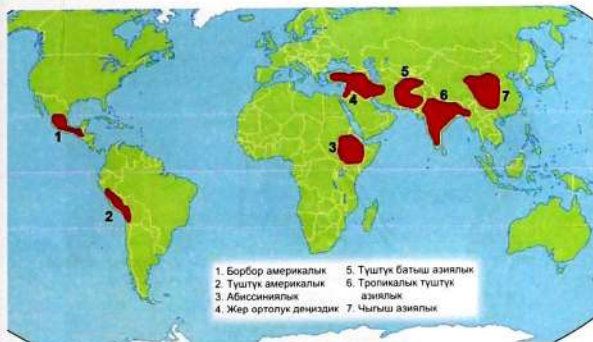 1
2
3
4
5
6
7
1. Борбор америкалык
2. Түштүк америкалык
3. Абиссиниялык
4. Жер ортолук деңиздик
5. Түштүк батыш азиялык
6. Тропикалык түштүк
азиялык
7. Чыгыш азиялык